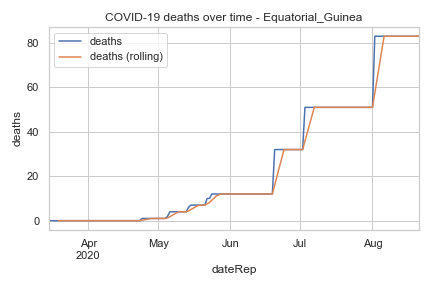 COVID-19 deaths over time - Equatorial_Guinea
deaths
deaths (rolling)
deaths
80
60
40
20
0
Apr
2020
May
Jun
Jul
Aug
dateRep